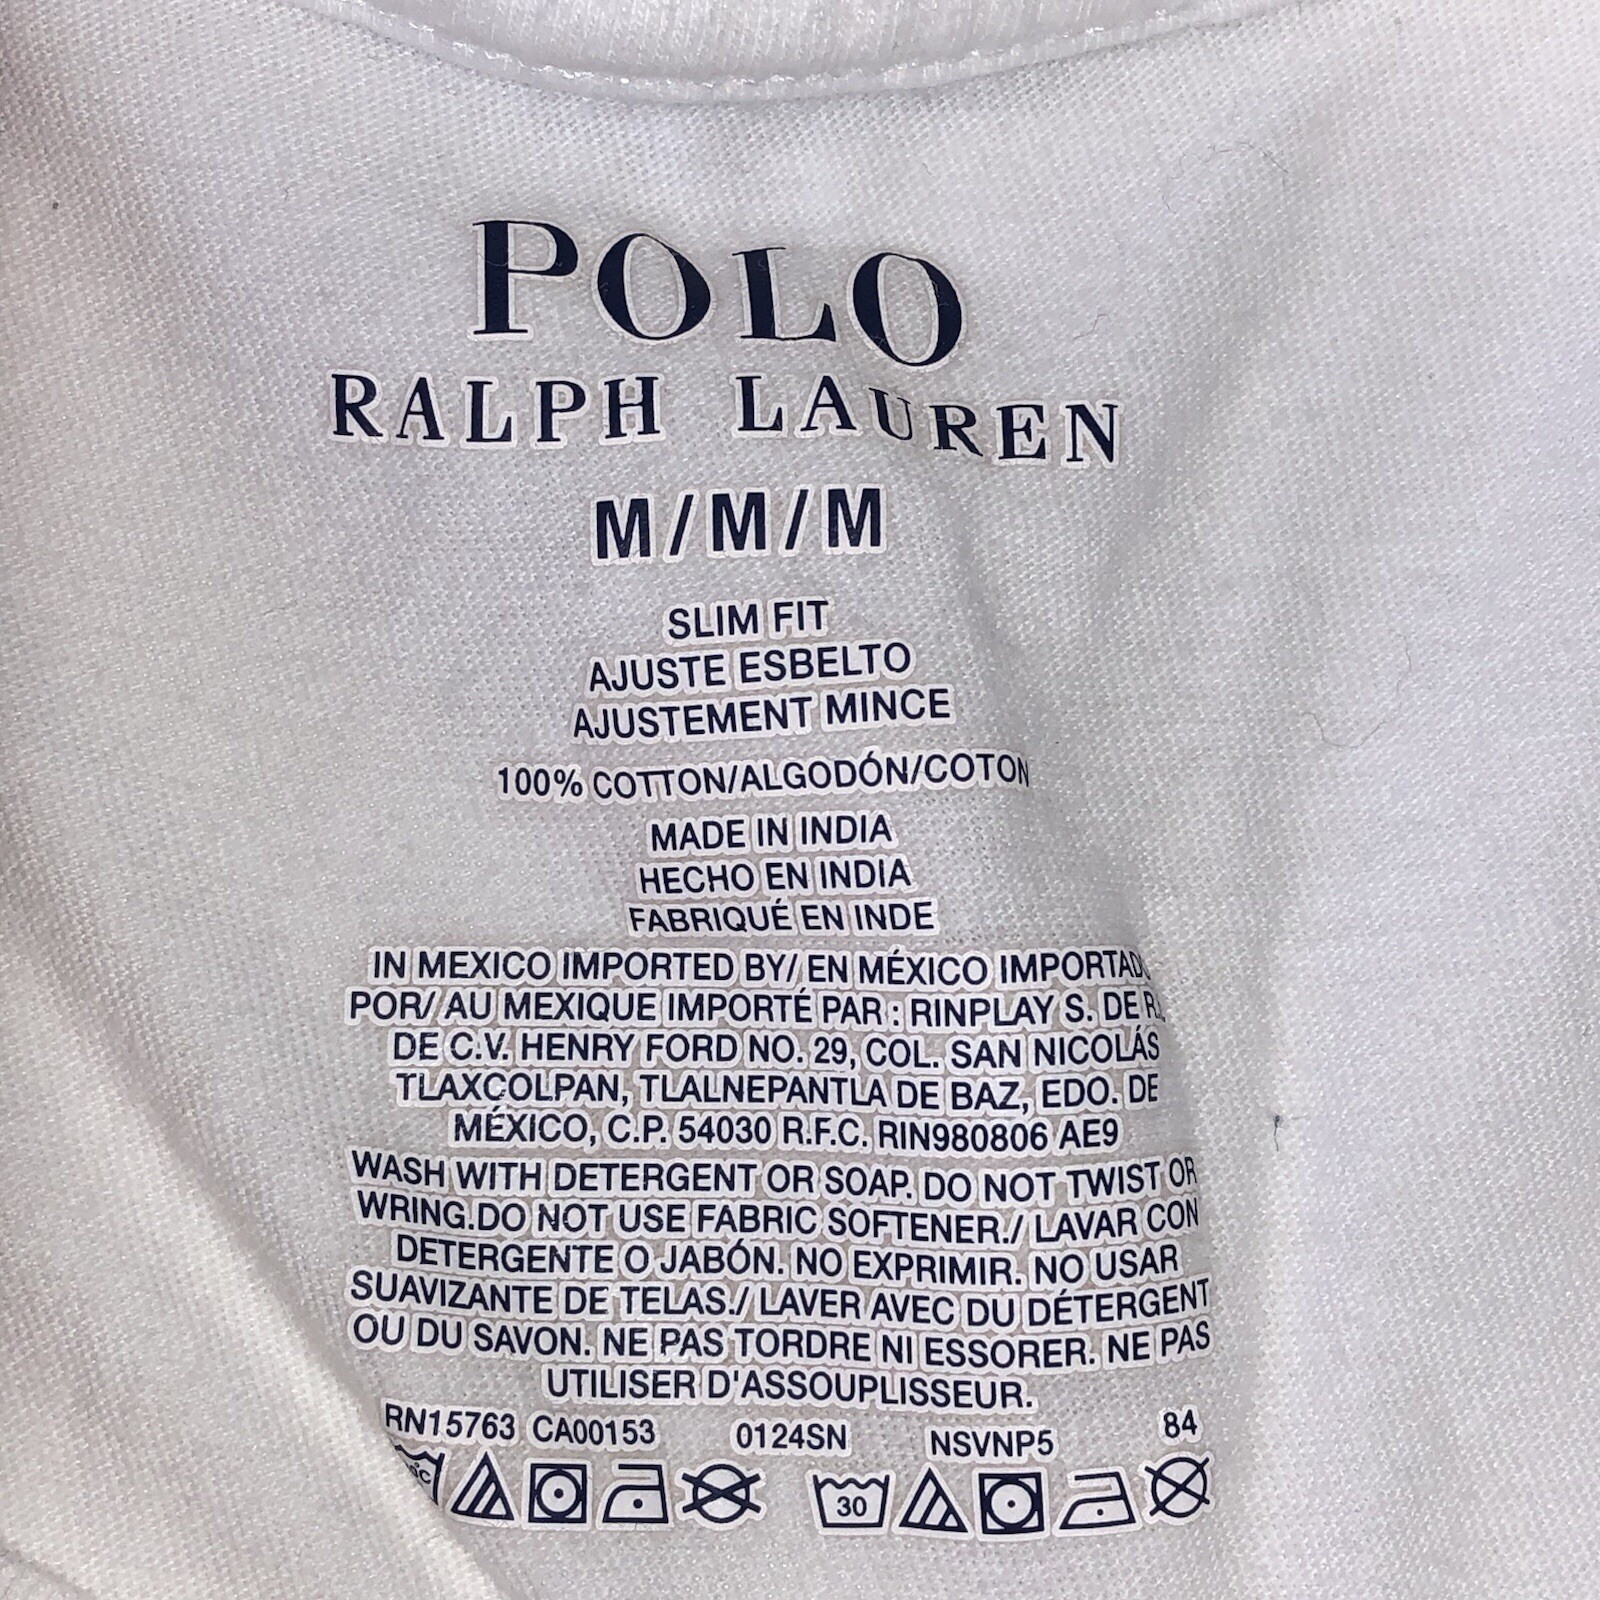 POLO
RALPH LAUREN
M/M/M
SLIM FIT
AJUSTE ESBELTO
AJUSTEMENT MINCE
100% COTTON/ALGODÓN/COTON
MADE IN INDIA
HECHO EN INDIA
FABRIQUÉ EN INDE
IN MEXICO IMPORTED BY/ EN MÉXICO IMPORTADO
POR/ AU MEXIQUE IMPORTÉ PAR : RINPLAY S. DE R.L
DE C.V. HENRY FORD NO. 29, COL. SAN NICOLÁS
TLAXCOLPAN, TLALNEPANTLA DE BAZ, EDO. DE
MÉXICO, C.P. 54030 R.F.C. RIN980806 AE9
WASH WITH DETERGENT OR SOAP. DO NOT TWIST OR
WRING.DO NOT USE FABRIC SOFTENER./ LAVAR CON
DETERGENTE O JABÓN. NO EXPRIMIR. NO USAR
SUAVIZANTE DE TELAS./ LAVER AVEC DU DÉTERGENT
OU DU SAVON. NE PAS TORDRE NI ESSORER. NE PAS
UTILISER D'ASSOUPLISSEUR.
RN15763 CA00153 0124SN NSVNP5 84
30